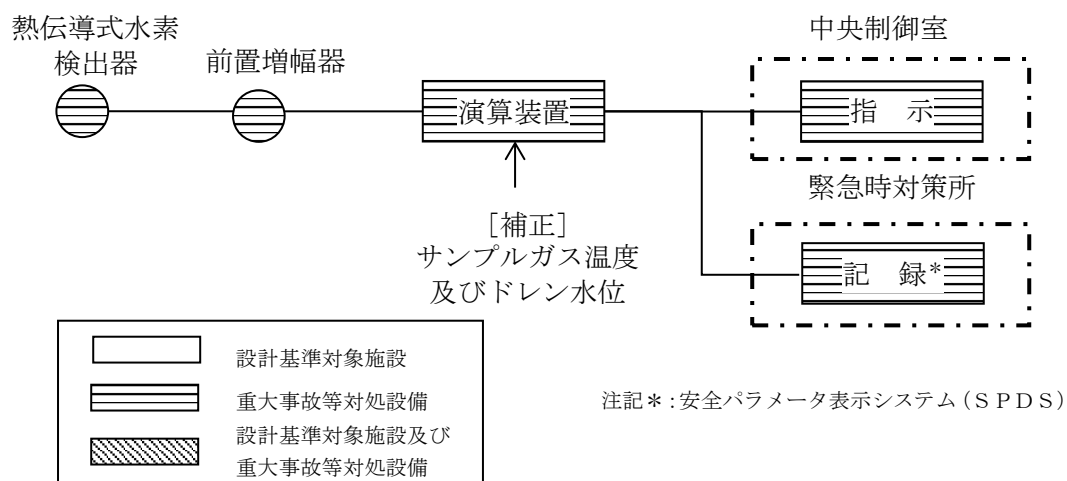 熱伝導式水素
検出器
前置増幅器
演算装置
[補正]
サンプルガス温度
及びドレン水位
中央制御室
指　示
緊急時対策所
記　録*
設計基準対象施設
重大事故等対処設備
設計基準対象施設及び
重大事故等対処設備
注記＊:安全パラメータ表示システム(ＳＰＤＳ)